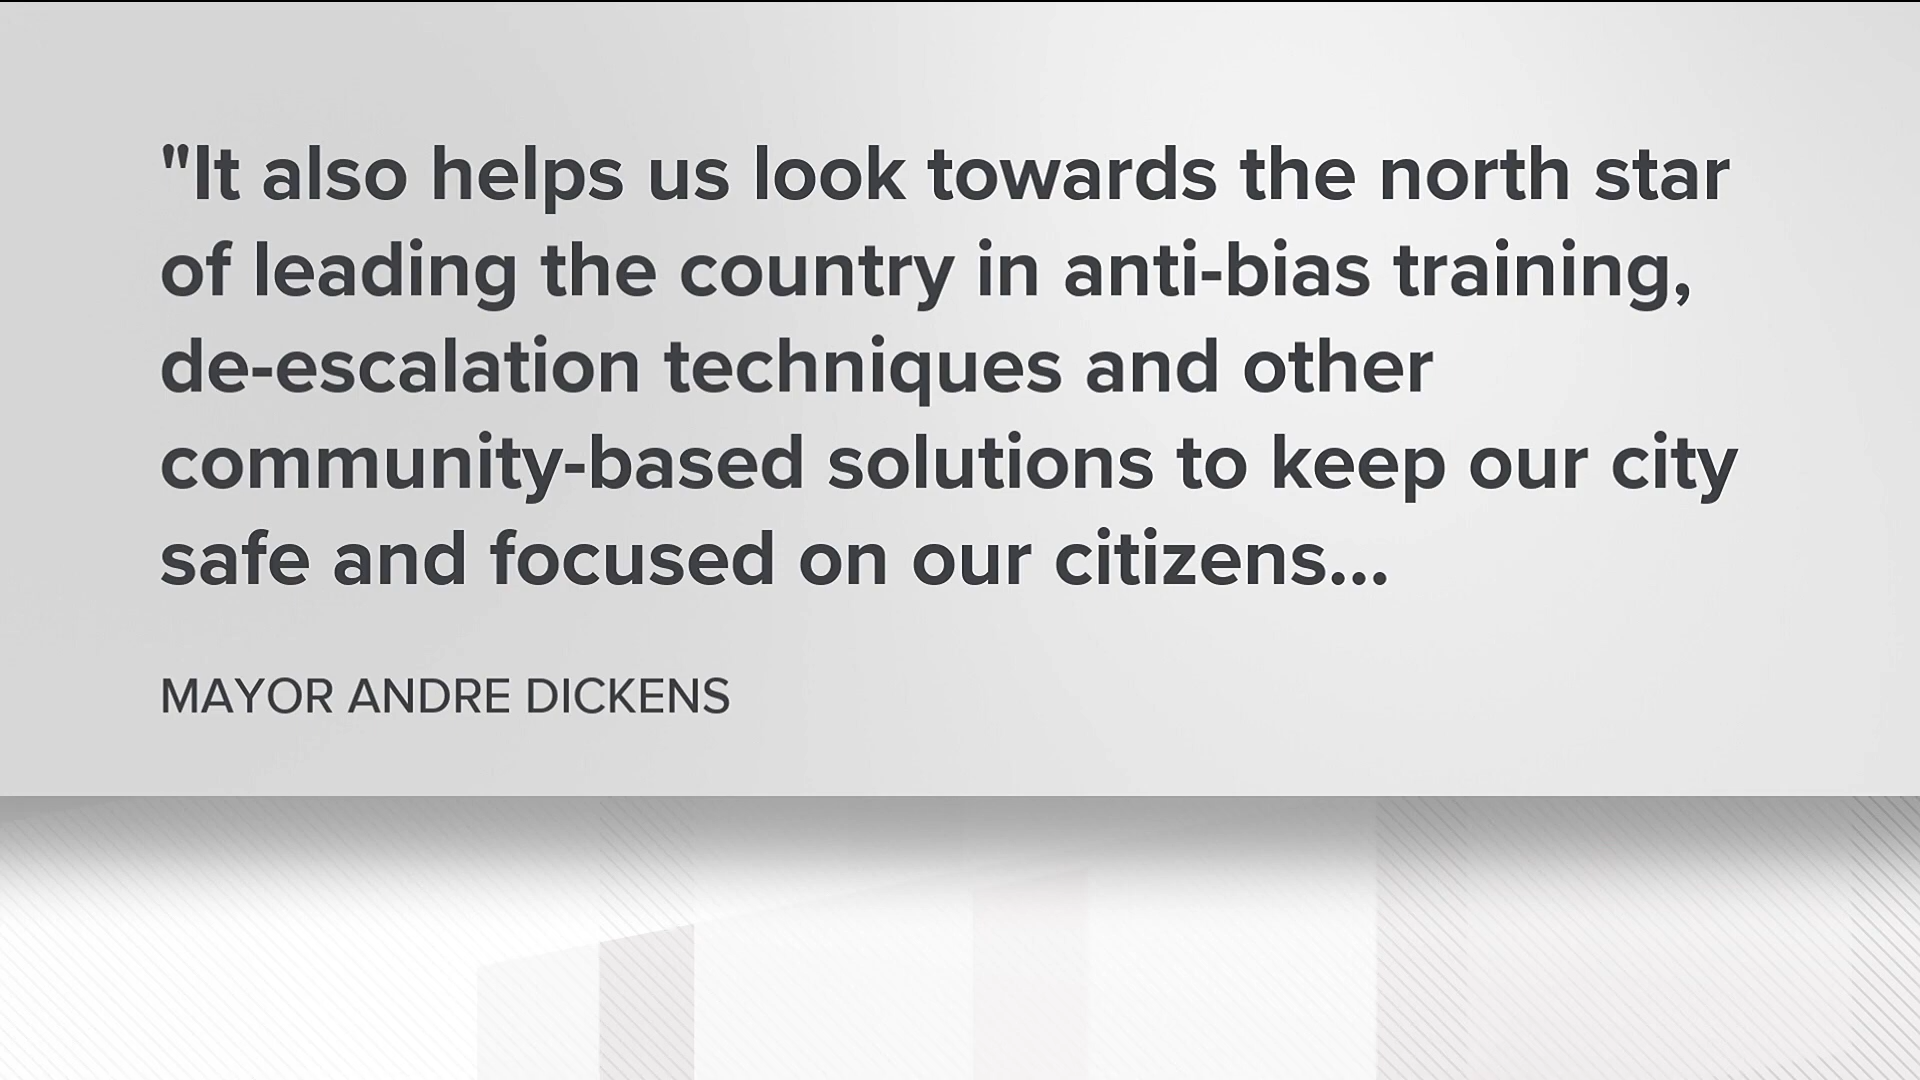 "It also helps us look towards the north star
of leading the country in anti-bias training,
de-escalation techniques and other
community-based solutions to keep our city
safe and focused on our citizens...
MAYOR ANDRE DICKENS